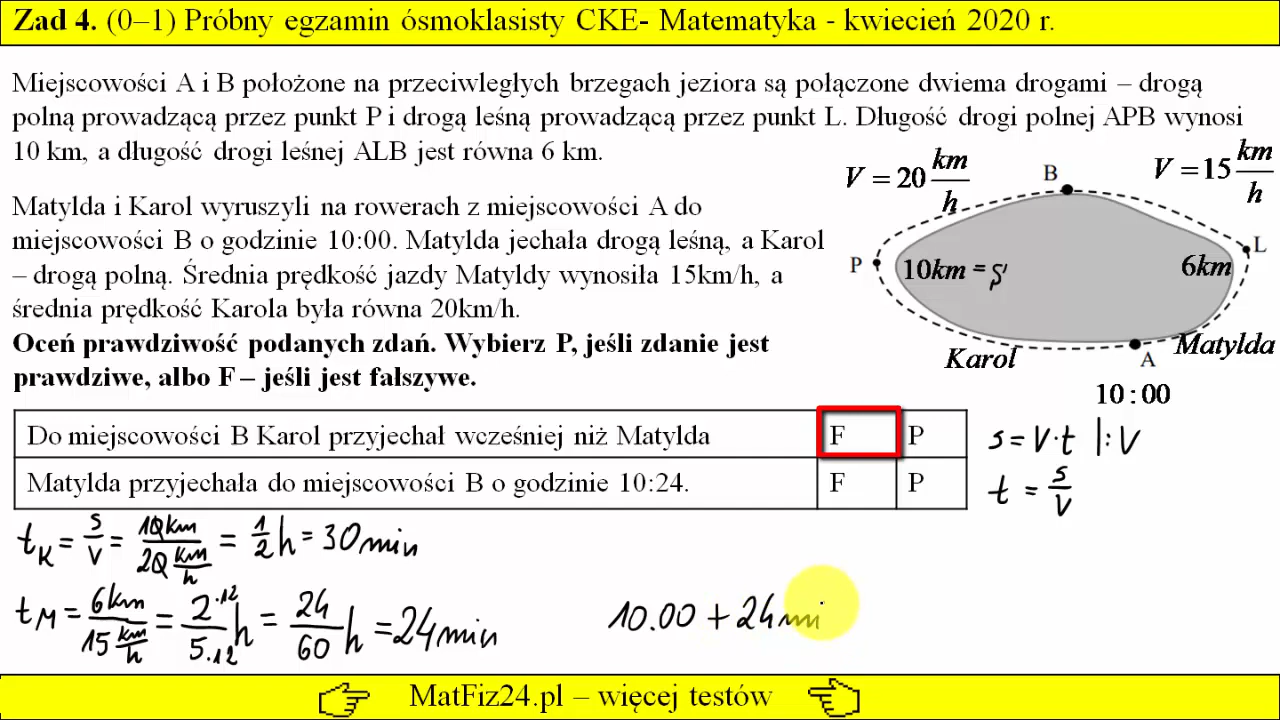 Zad 4. (0–1) Próbny egzamin ósmoklasisty CKE- Matematyka - kwiecień 2020 r.
Miejscowości A i B położone na przeciwległych brzegach jeziora są połączone dwiema drogami – drogą
polną prowadzącą przez punkt P i drogą leśną prowadzącą przez punkt L. Długość drogi polnej APB wynosi
10 km, a długość drogi leśnej ALB jest równa 6 km.
V = 20 km/h
B
V = 15 km/h
Matylda i Karol wyruszyli na rowerach z miejscowości A do
miejscowości B o godzinie 10:00. Matylda jechała drogą leśną, a Karol
– drogą polną. Średnia prędkość jazdy Matyldy wynosiła 15km/h, a
średnia prędkość Karola była równa 20km/h.
P
10km = S
6km
L
Karol
A
Matylda
10:00
Oceń prawdziwość podanych zdań. Wybierz P, jeśli zdanie jest
prawdziwe, albo F – jeśli jest fałszywe.
Do miejscowości B Karol przyjechał wcześniej niż Matylda F P
Matylda przyjechała do miejscowości B o godzinie 10:24. F P
s = V·t |:V
t = s/V
tK = s/V = 10km/20 km/h = 1/2 h = 30min
tM = 6km/15 km/h = 2·12/5·12 h = 24/60 h = 24min
10.00 + 24mi
MatFiz24.pl – więcej testów